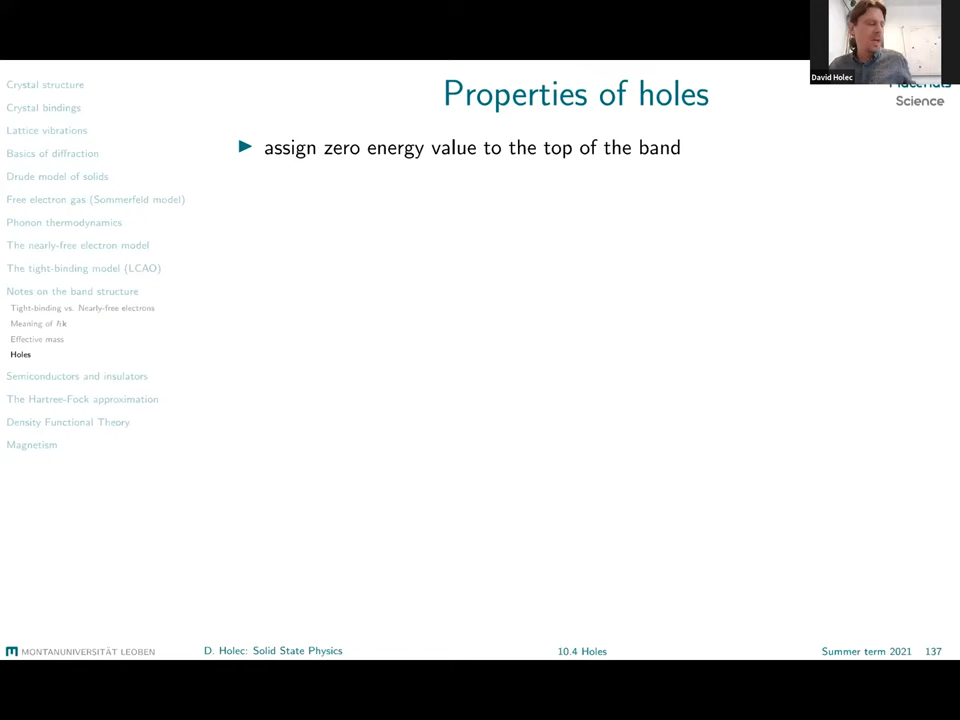 David Holec
Materials
Science
Properties of holes
assign zero energy value to the top of the band
Crystal structure
Crystal bindings
Lattice vibrations
Basics of diffraction
Drude model of solids
Free electron gas (Sommerfeld model)
Phonon thermodynamics
The nearly-free electron model
The tight-binding model (LCAO)
Notes on the band structure
Tight-binding vs. Nearly-free electrons
Meaning of ℏk
Effective mass
Holes
Semiconductors and insulators
The Hartree-Fock approximation
Density Functional Theory
Magnetism
MONTANUNIVERSITÄT LEOBEN
D. Holec: Solid State Physics
10.4 Holes
Summer term 2021 137